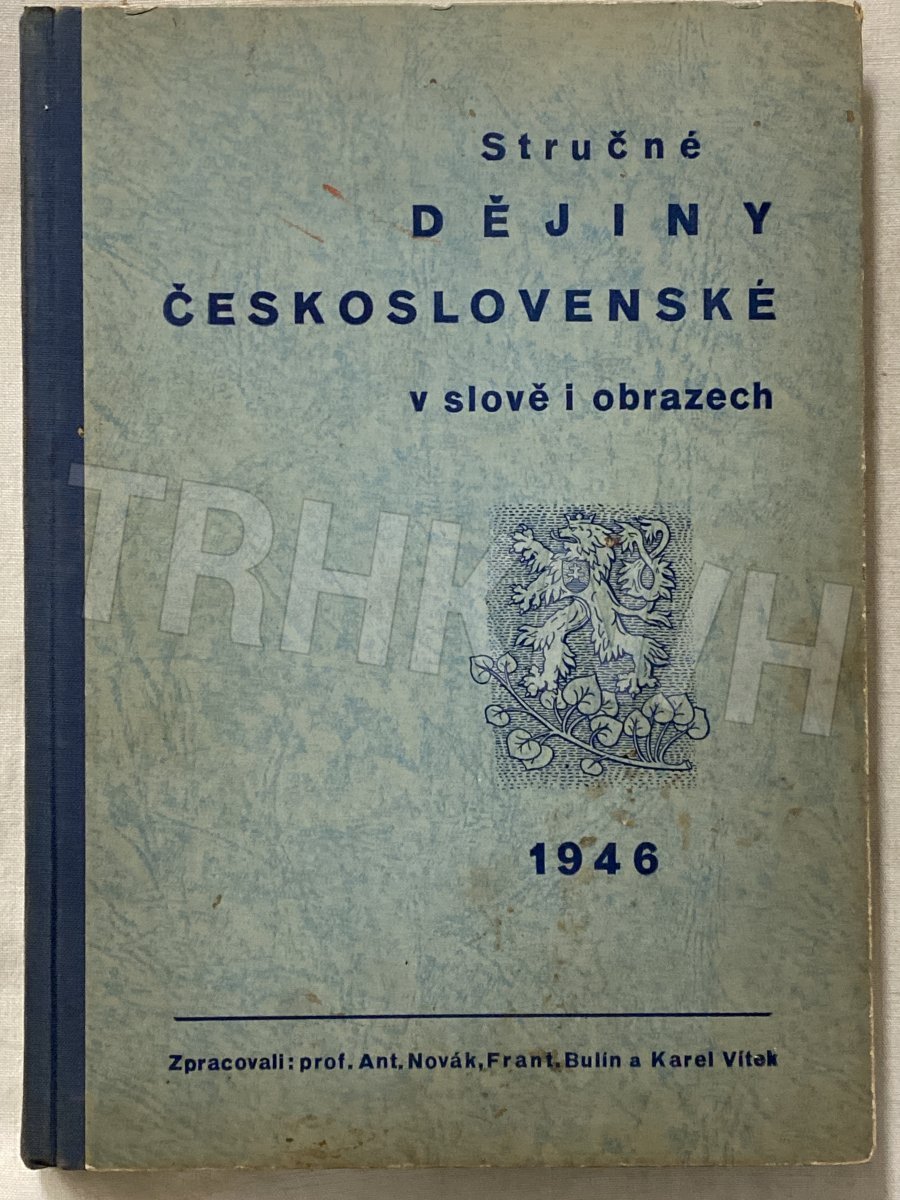 Stručné
DĚJINY
ČESKOSLOVENSKÉ
v slově i obrazech
1946
Zpracovali: prof. Ant. Novák, Frant. Bulín a Karel Vítek